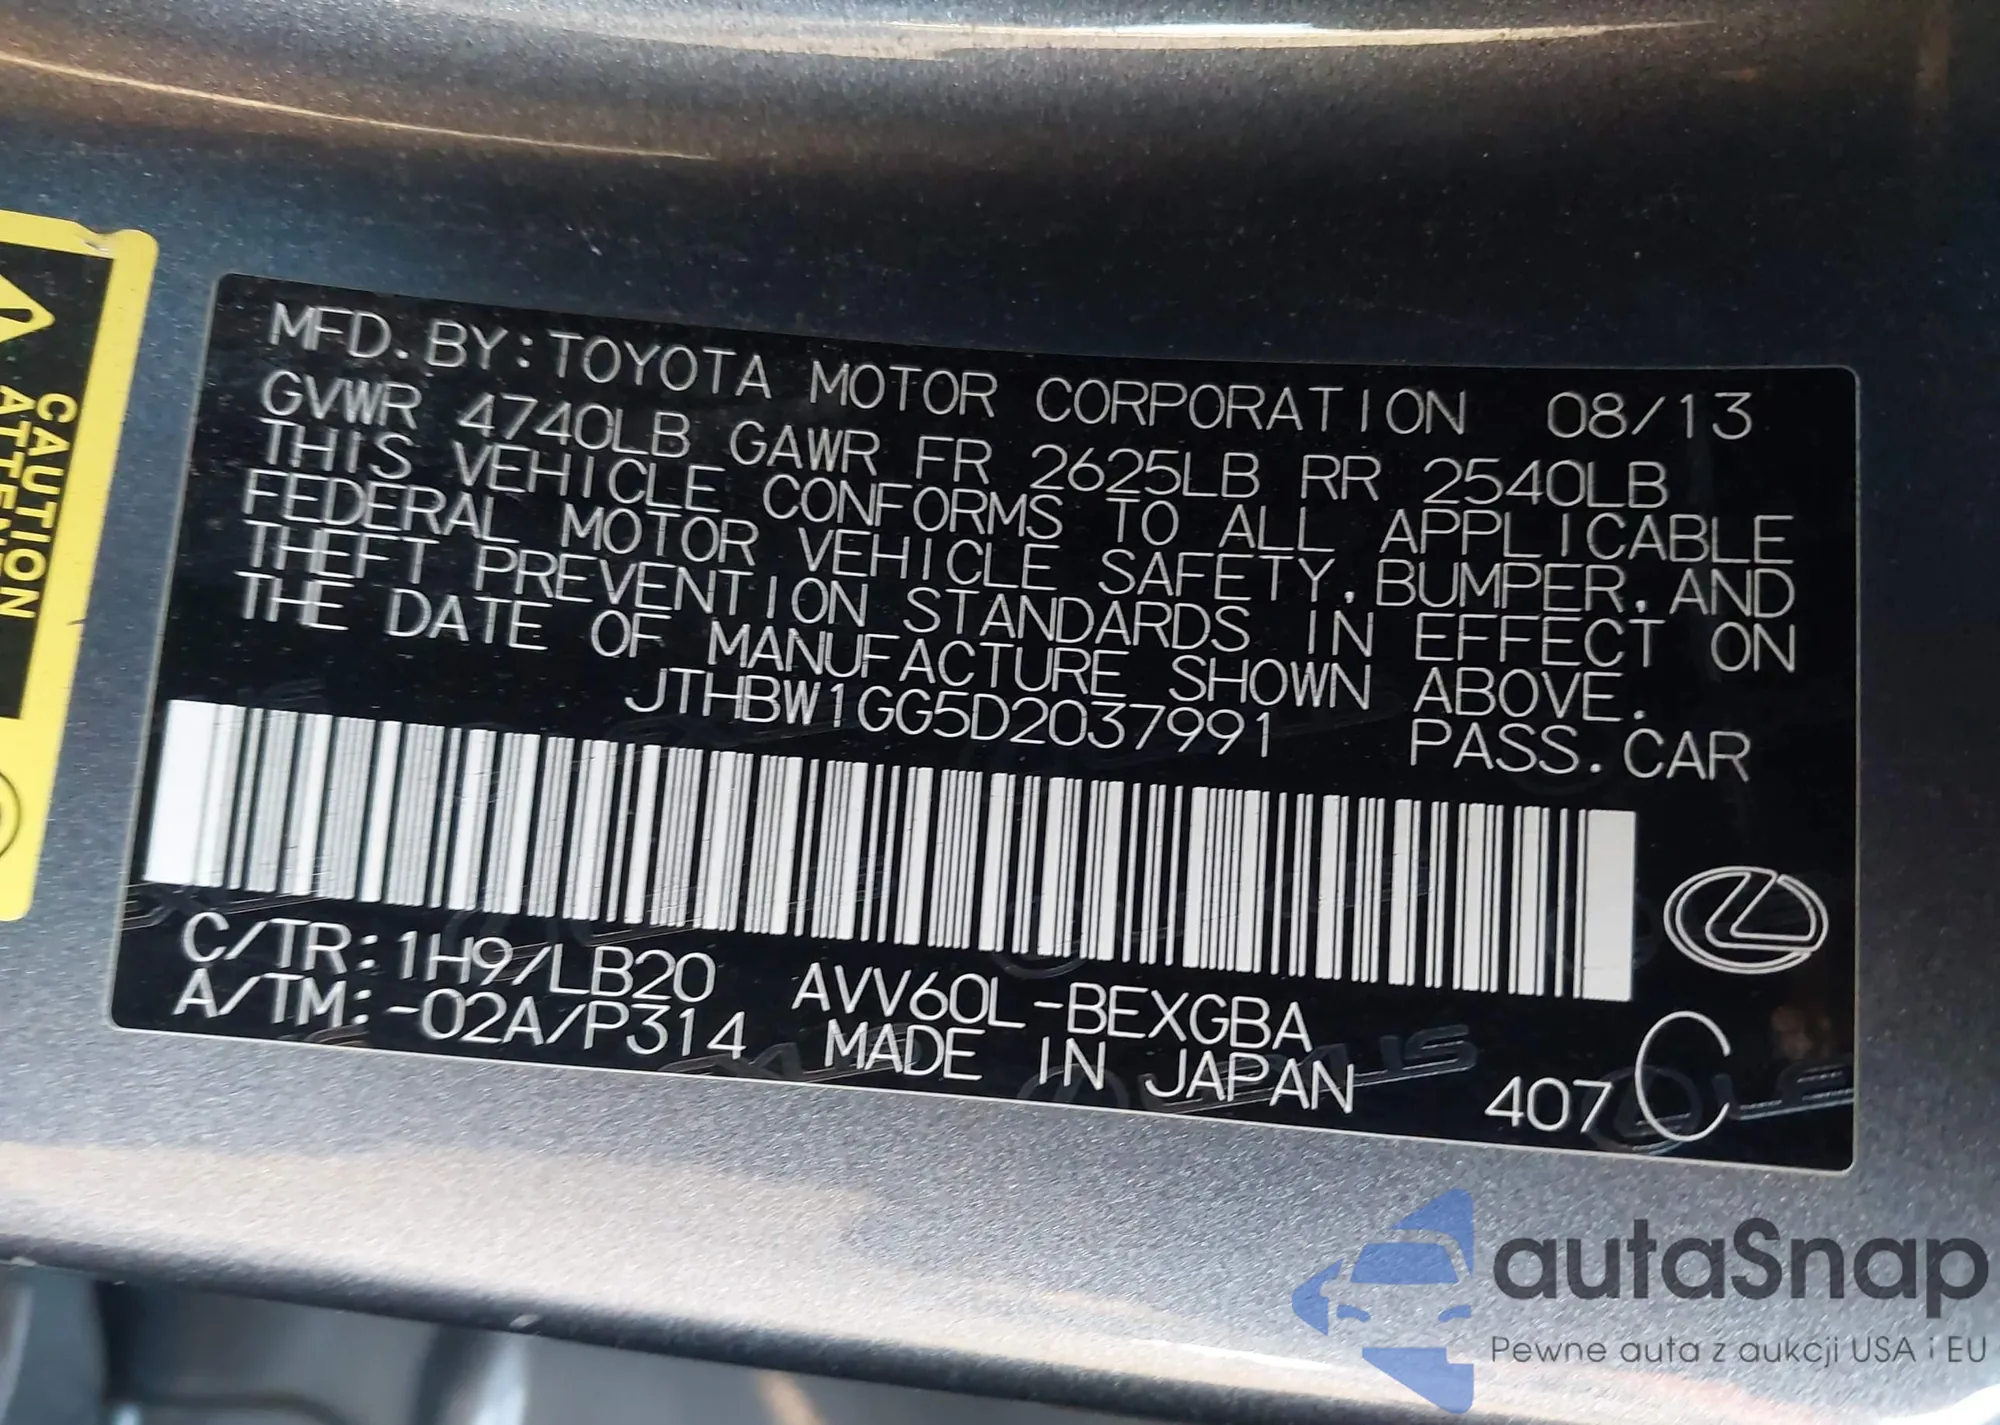 MFD.BY:TOYOTA MOTOR CORPORATION 08/13
GVWR 4740LB GAWR FR 2625LB RR 2540LB
THIS VEHICLE CONFORMS TO ALL APPLICABLE
FEDERAL MOTOR VEHICLE SAFETY,BUMPER,AND
THEFT PREVENTION STANDARDS IN EFFECT ON
THE DATE OF MANUFACTURE SHOWN ABOVE.
JTHBW1GG5D2037991 PASS.CAR
C/TR:1H9/LB20 AVV60L-BEXGBA
A/TM:-02A/P314 MADE IN JAPAN 407 C
CAUTION
autaSnap
Pewne auta z aukcji USA i EU